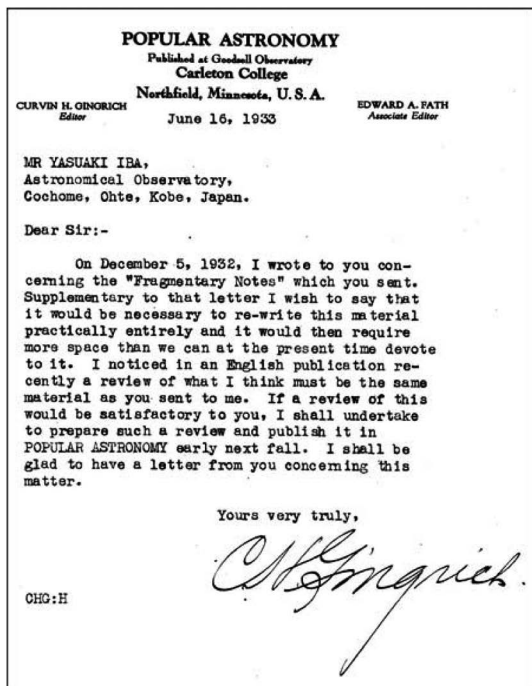 POPULAR ASTRONOMY
Published at Goodsell Observatory
Carleton College
Northfield, Minnesota, U. S. A.
CURVIN H. GINGRICH
Editor
EDWARD A. FATH
Associate Editor
June 16, 1933
MR YASUAKI IBA,
Astronomical Observatory,
Cochome, Ohte, Kobe, Japan.
Dear Sir:-
On December 5, 1932, I wrote to you con-
cerning the "Fragmentary Notes" which you sent.
Supplementary to that letter I wish to say that
it would be necessary to re-write this material
practically entirely and it would then require
more space than we can at the present time devote
to it. I noticed in an English publication re-
cently a review of what I think must be the same
material as you sent to me. If a review of this
would be satisfactory to you, I shall undertake
to prepare such a review and publish it in
POPULAR ASTRONOMY early next fall. I shall be
glad to have a letter from you concerning this
matter.
Yours very truly,
CHGingrich.
CHG:H